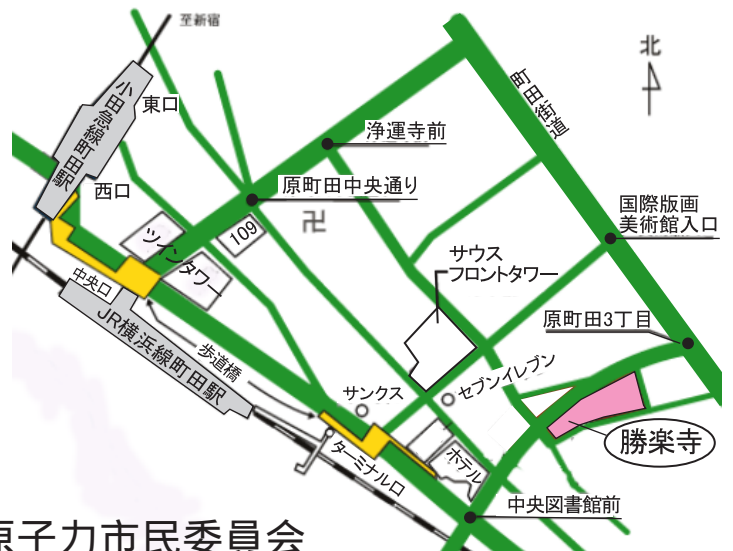 至新宿
北
町田街道
小田急線町田駅
東口
浄運寺前
西口
原町田中央通り
卍
国際版画
美術館入口
109
ツインタワー
サウス
フロントタワー
中央口
原町田3丁目
JR横浜線町田駅
歩道橋
サンクス
セブンイレブン
勝楽寺
ターミナル口
ホテル
中央図書館前
原子力市民委員会